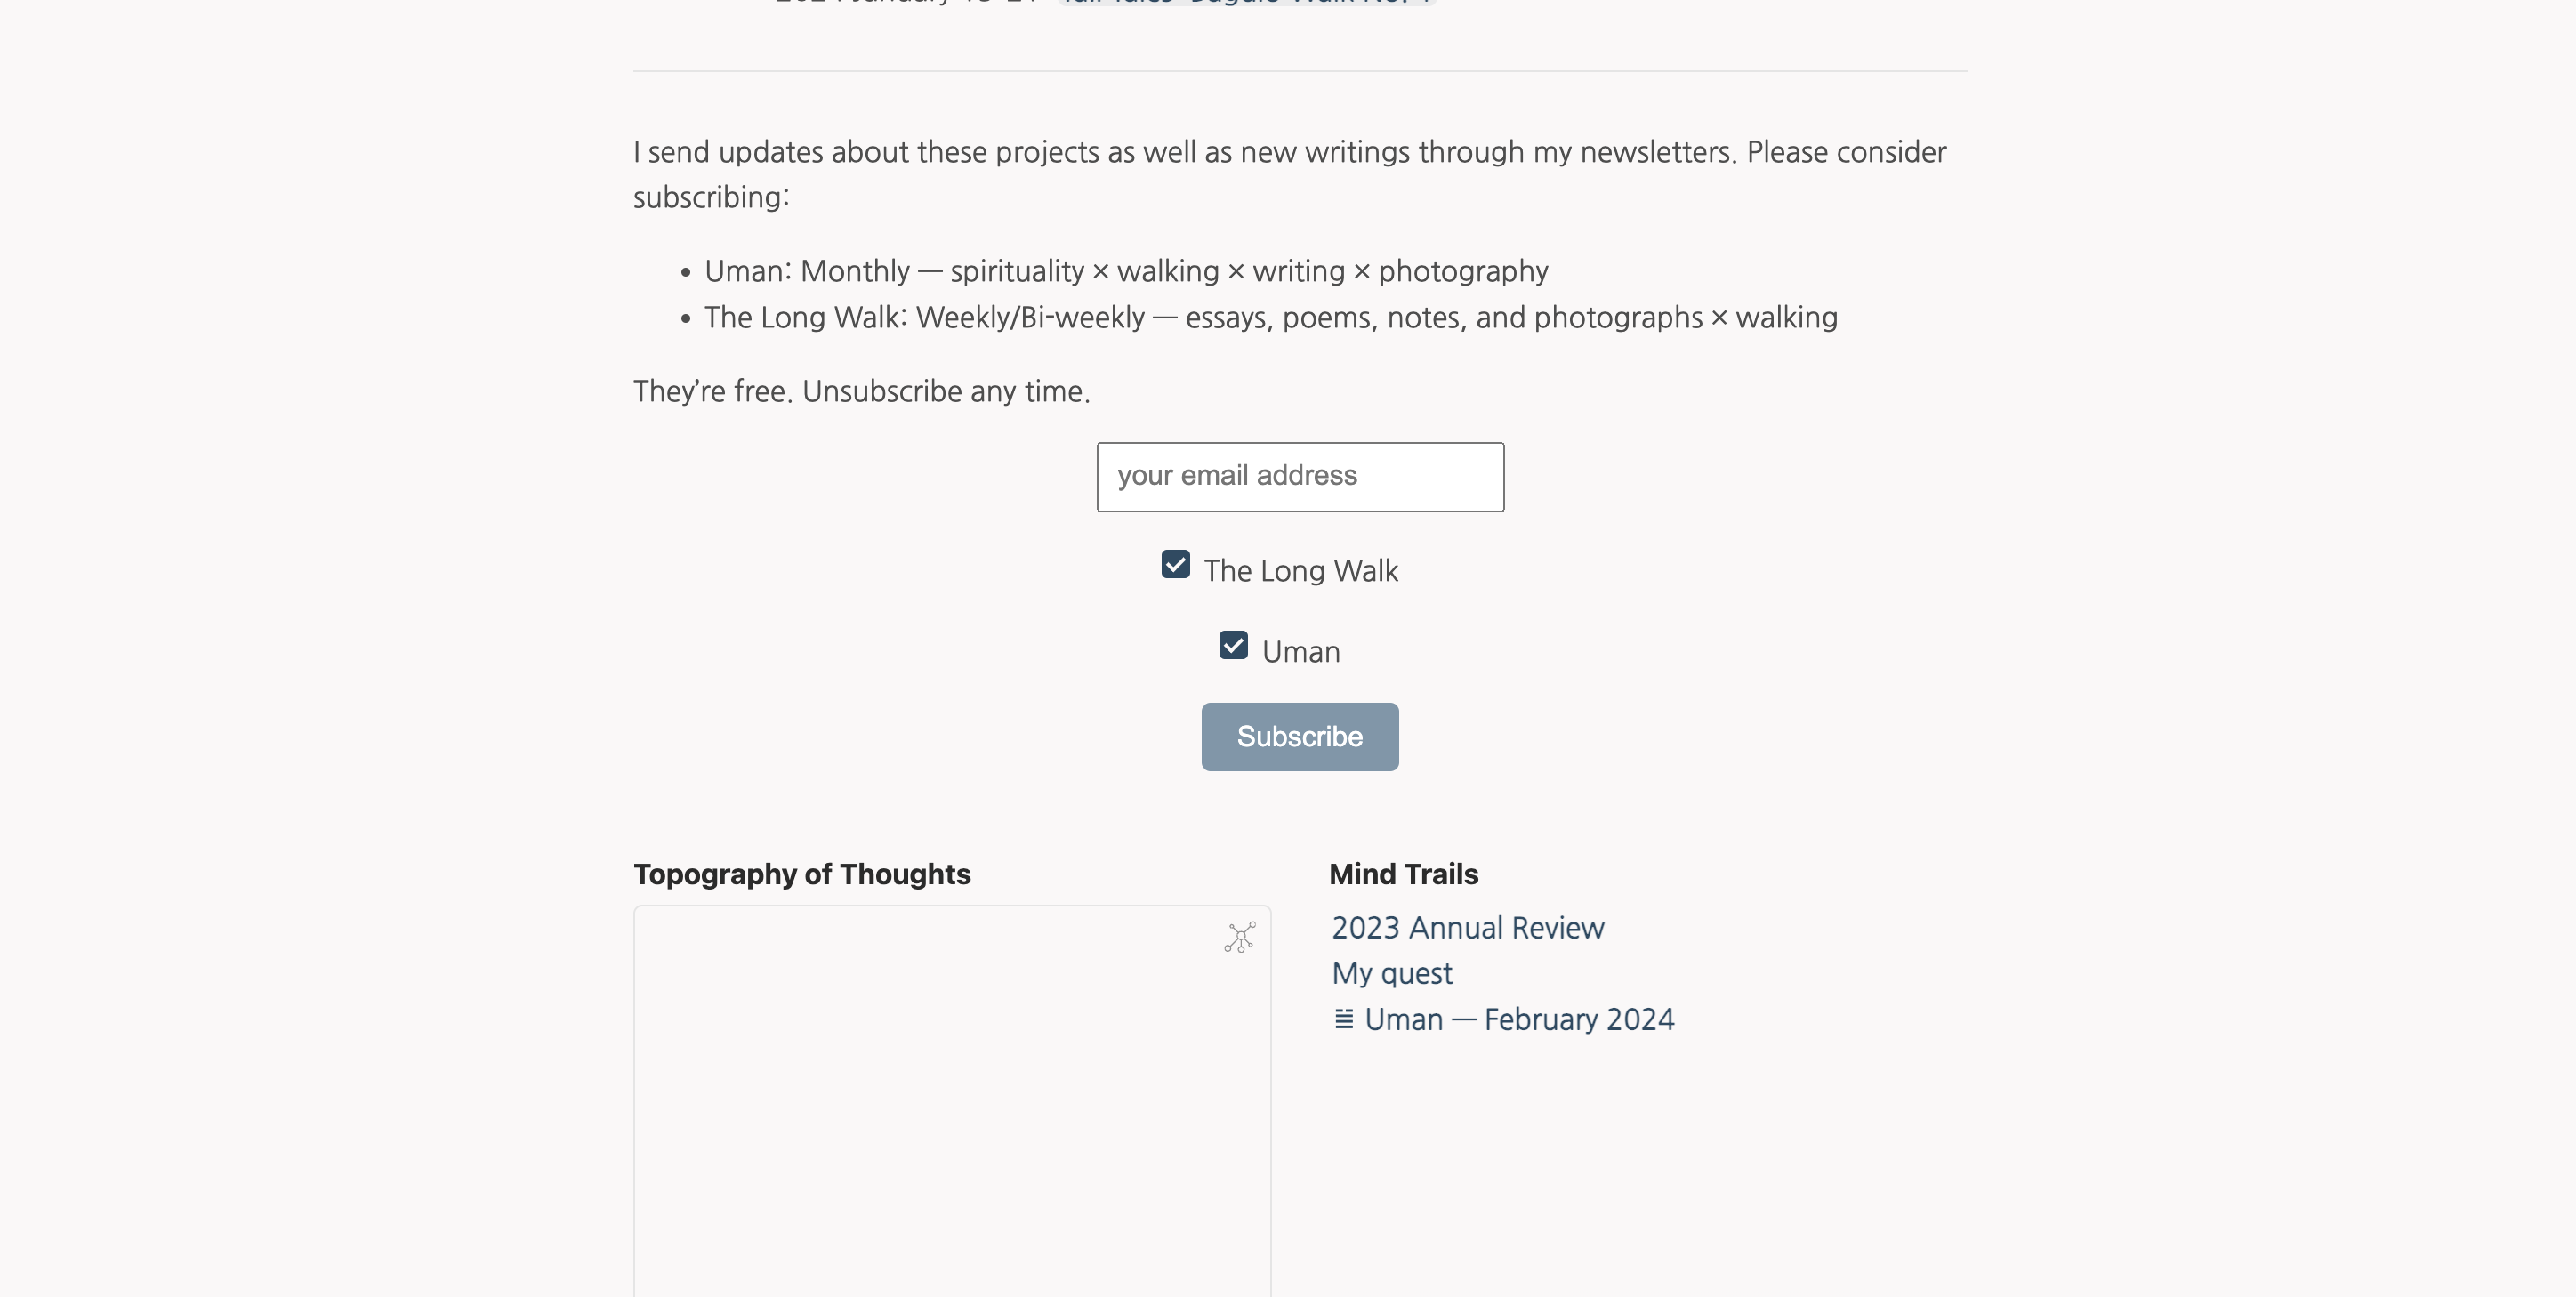 I send updates about these projects as well as new writings through my newsletters. Please consider
subscribing:
• Uman: Monthly — spirituality × walking × writing × photography
• The Long Walk: Weekly/Bi-weekly — essays, poems, notes, and photographs × walking
They’re free. Unsubscribe any time.
your email address
The Long Walk
Uman
Subscribe
Topography of Thoughts
Mind Trails
2023 Annual Review
My quest
Uman — February 2024